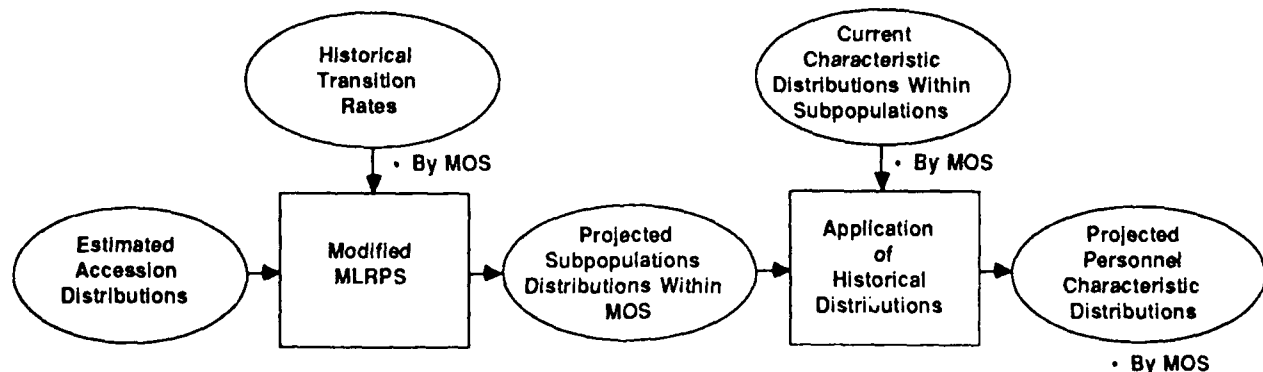 Historical
Transition
Rates
Current
Characteristic
Distributions Within
Subpopulations
• By MOS
• By MOS
Estimated
Accession
Distributions
Modified
MLRPS
Projected
Subpopulations
Distributions Within
MOS
Application
of
Historical
Distributions
Projected
Personnel
Characteristic
Distributions
• By MOS